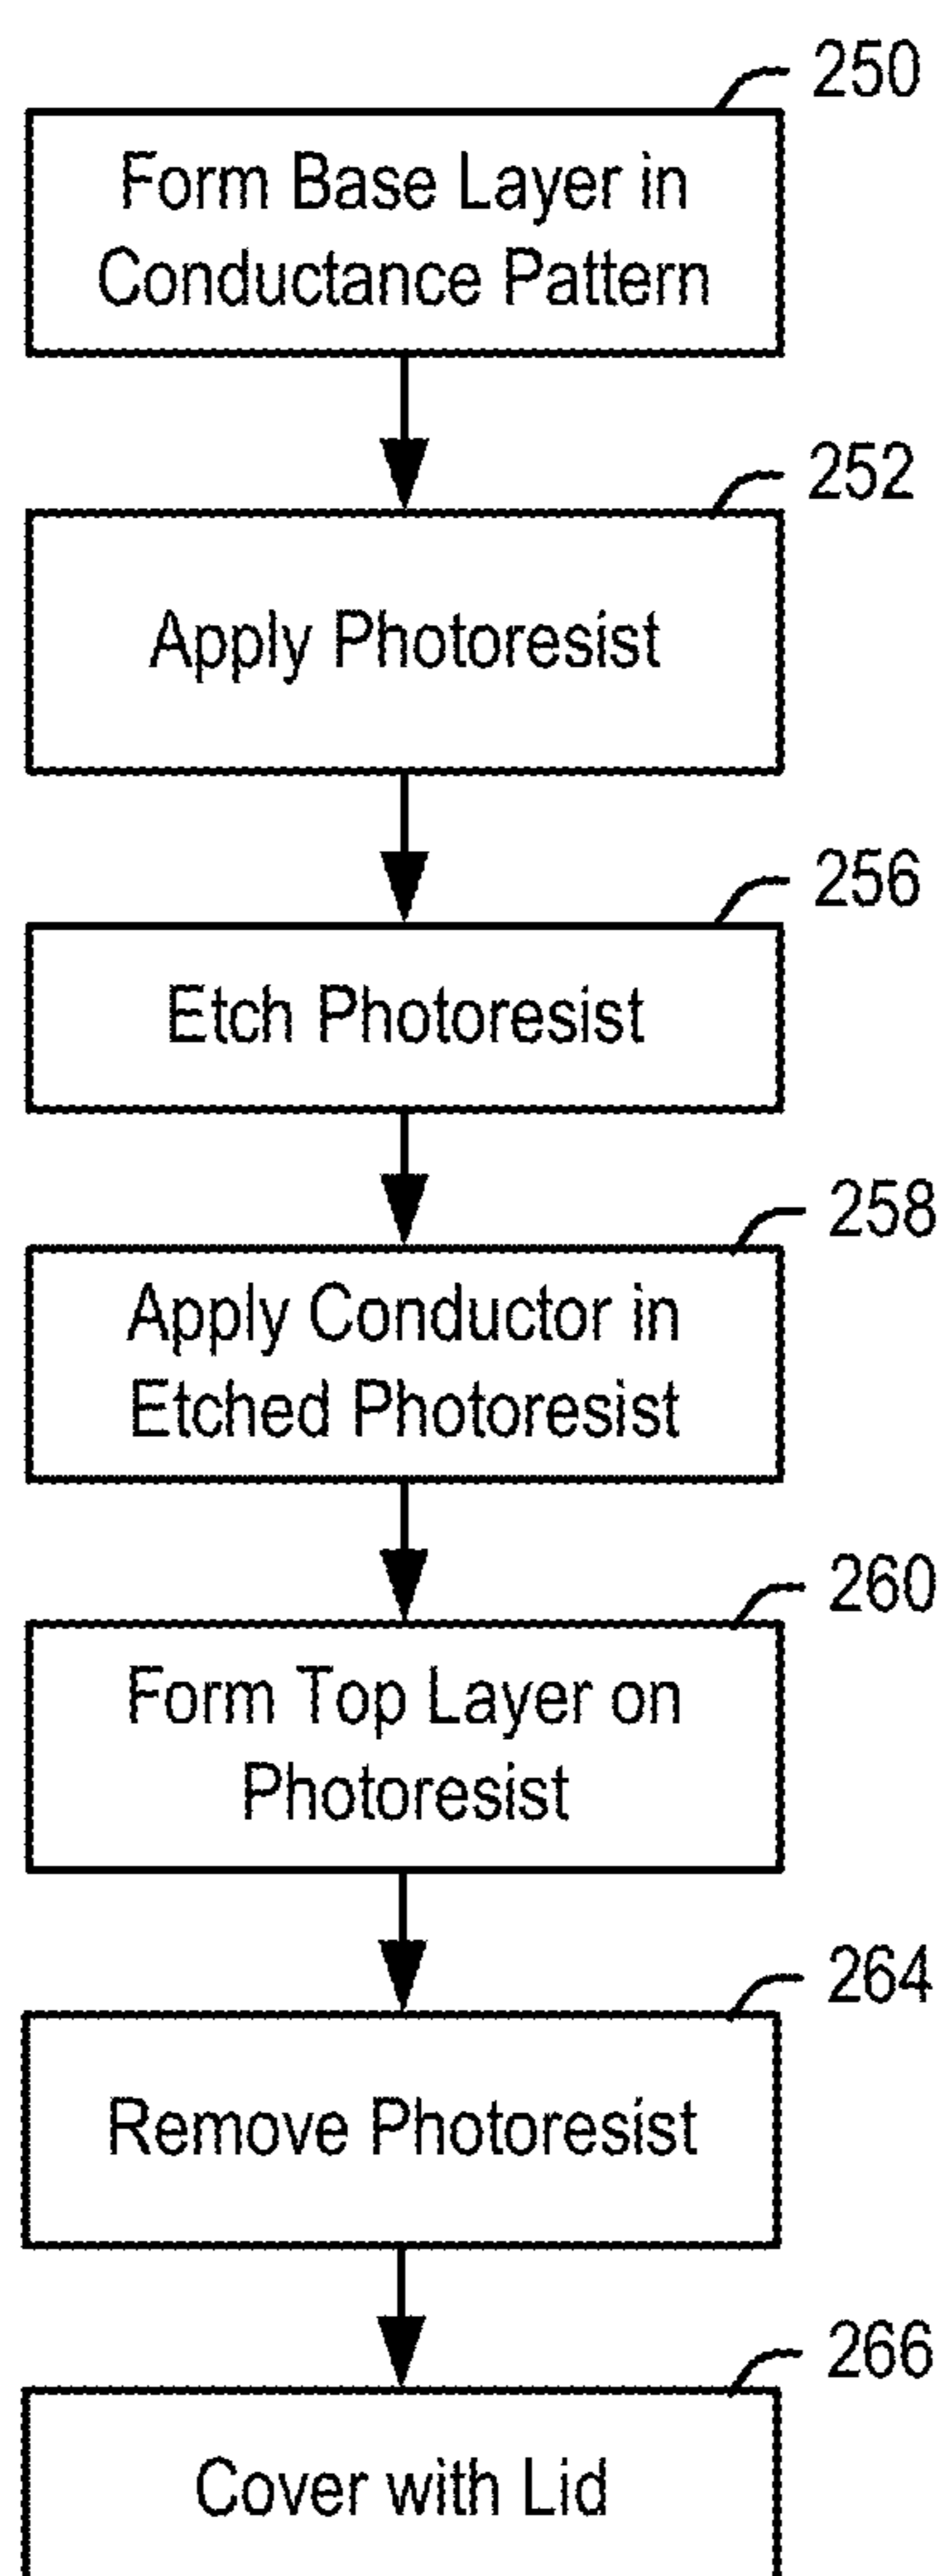 250
Form Base Layer in
Conductance Pattern
252
Apply Photoresist
256
Etch Photoresist
258
Apply Conductor in
Etched Photoresist
260
Form Top Layer on
Photoresist
264
Remove Photoresist
266
Cover with Lid